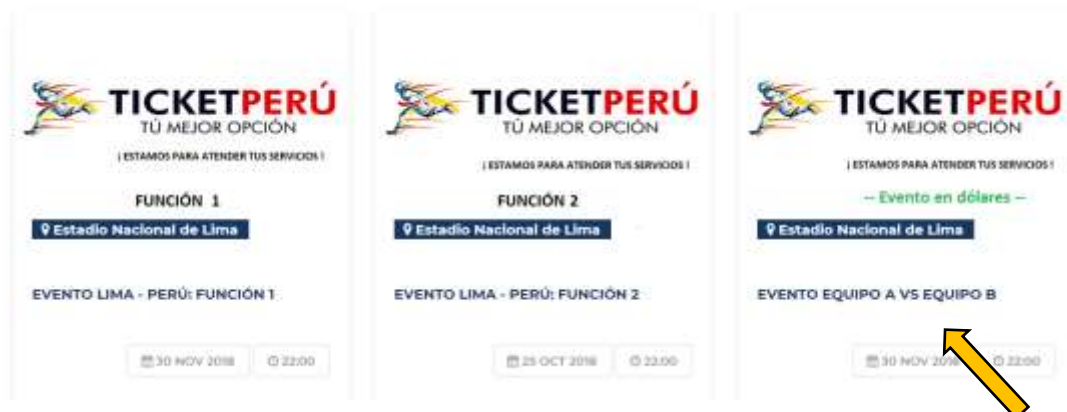 TICKETPERÚ
TÚ MEJOR OPCIÓN
¡ ESTAMOS PARA ATENDER TUS SERVICIOS !
FUNCIÓN 1
Estadio Nacional de Lima
EVENTO LIMA - PERÚ: FUNCIÓN 1
30 NOV 2018
22:00
TICKETPERÚ
TÚ MEJOR OPCIÓN
¡ ESTAMOS PARA ATENDER TUS SERVICIOS !
FUNCIÓN 2
Estadio Nacional de Lima
EVENTO LIMA - PERÚ: FUNCIÓN 2
25 OCT 2018
22:00
TICKETPERÚ
TÚ MEJOR OPCIÓN
¡ ESTAMOS PARA ATENDER TUS SERVICIOS !
-- Evento en dólares --
Estadio Nacional de Lima
EVENTO EQUIPO A VS EQUIPO B
30 NOV 2018
22:00